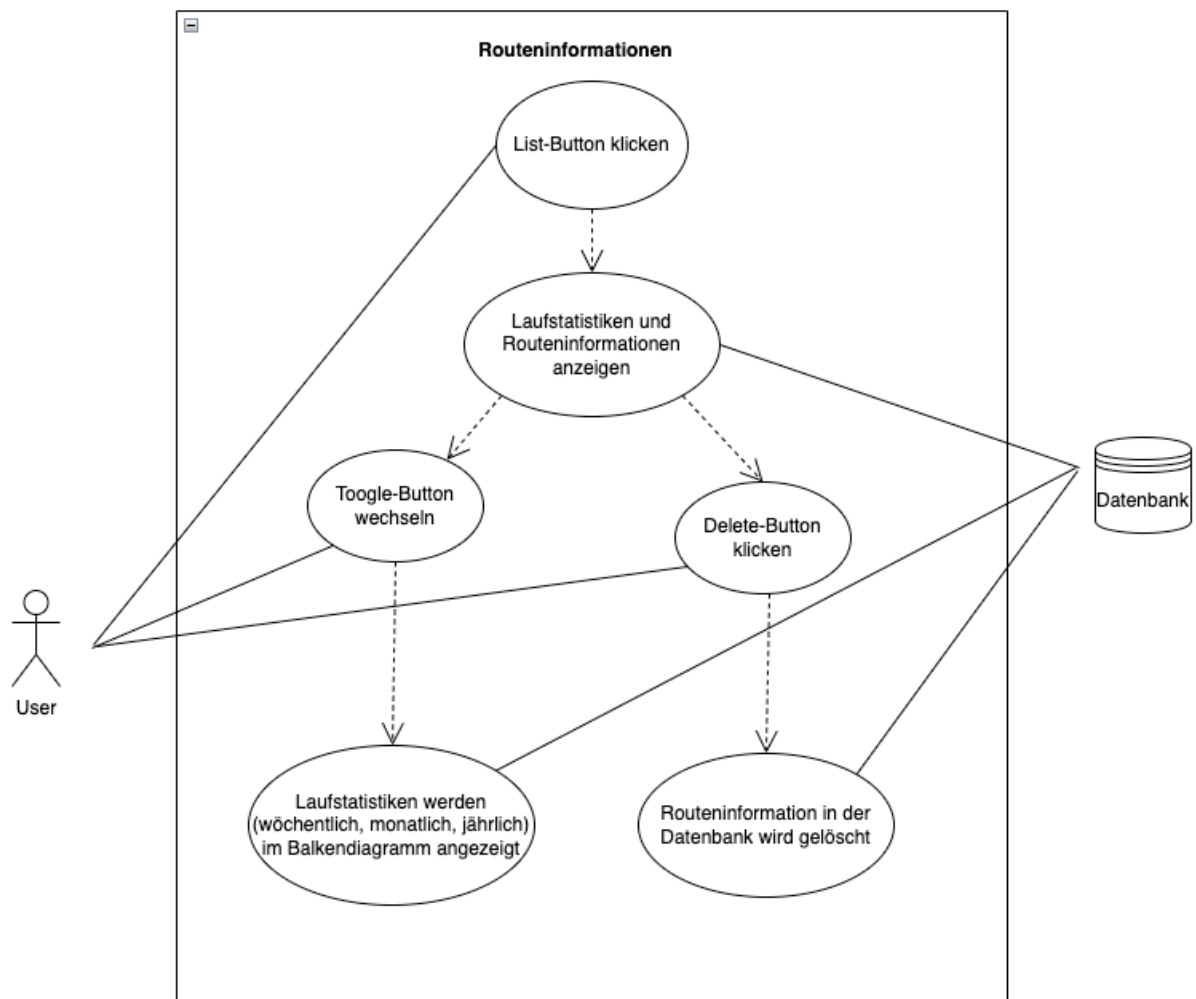 Routeninformationen
List-Button klicken
Laufstatistiken und
Routeninformationen
anzeigen
Toogle-Button
wechseln
Delete-Button
klicken
Datenbank
User
Laufstatistiken werden
(wöchentlich, monatlich, jährlich)
im Balkendiagramm angezeigt
Routeninformation in der
Datenbank wird gelöscht